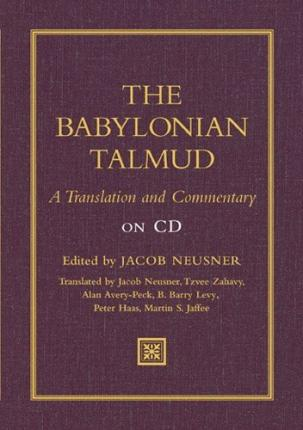 THE
BABYLONIAN
TALMUD
A Translation and Commentary
ON CD
Edited by JACOB NEUSNER
Translated by Jacob Neusner, Tzvee Zahavy,
Alan Avery-Peck, B. Barry Levy,
Peter Haas, Martin S. Jaffee